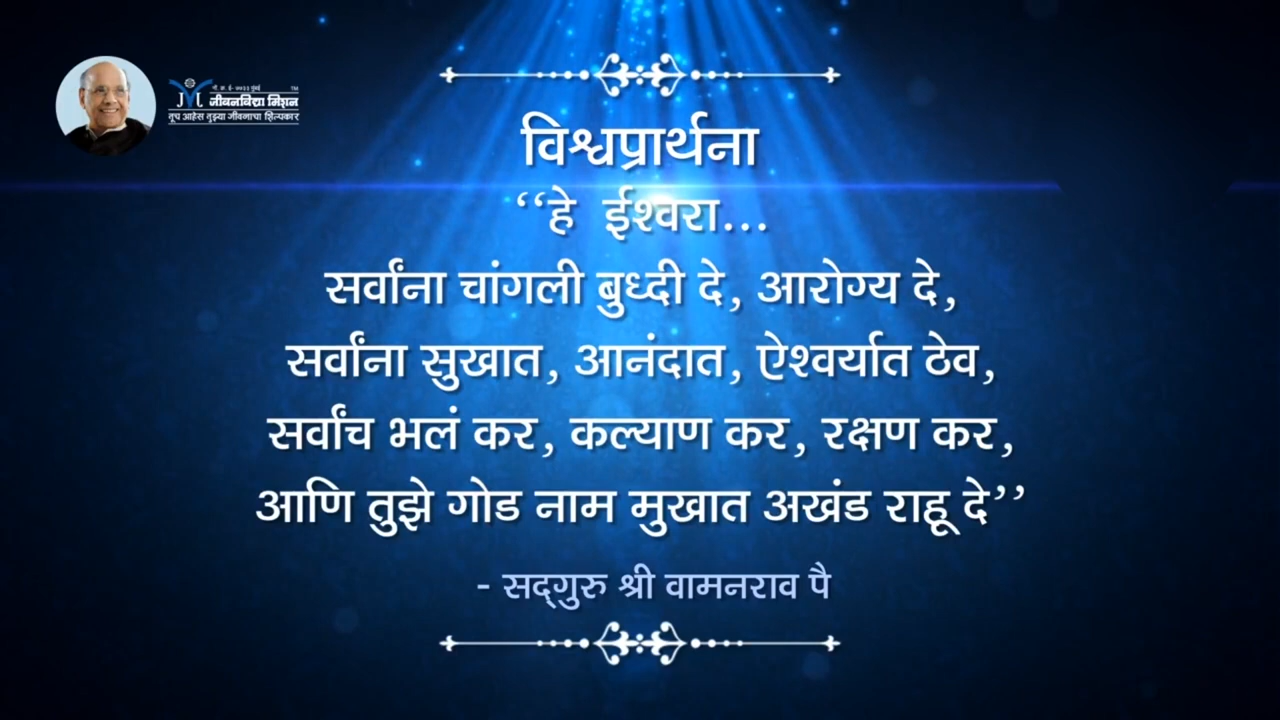 जीवनविद्या मिशन
तूच आहेस तुझ्या जीवनाचा शिल्पकार
विश्वप्रार्थना
‘‘हे ईश्वरा...
सर्वांना चांगली बुध्दी दे, आरोग्य दे,
सर्वांना सुखात, आनंदात, ऐश्वर्यात ठेव,
सर्वांच भलं कर, कल्याण कर, रक्षण कर,
आणि तुझे गोड नाम मुखात अखंड राहू दे’’
- सद्‌गुरु श्री वामनराव पै